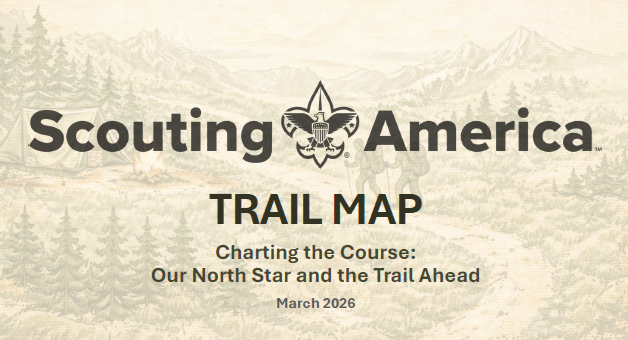 Scouting America
TRAIL MAP
Charting the Course:
Our North Star and the Trail Ahead
March 2026